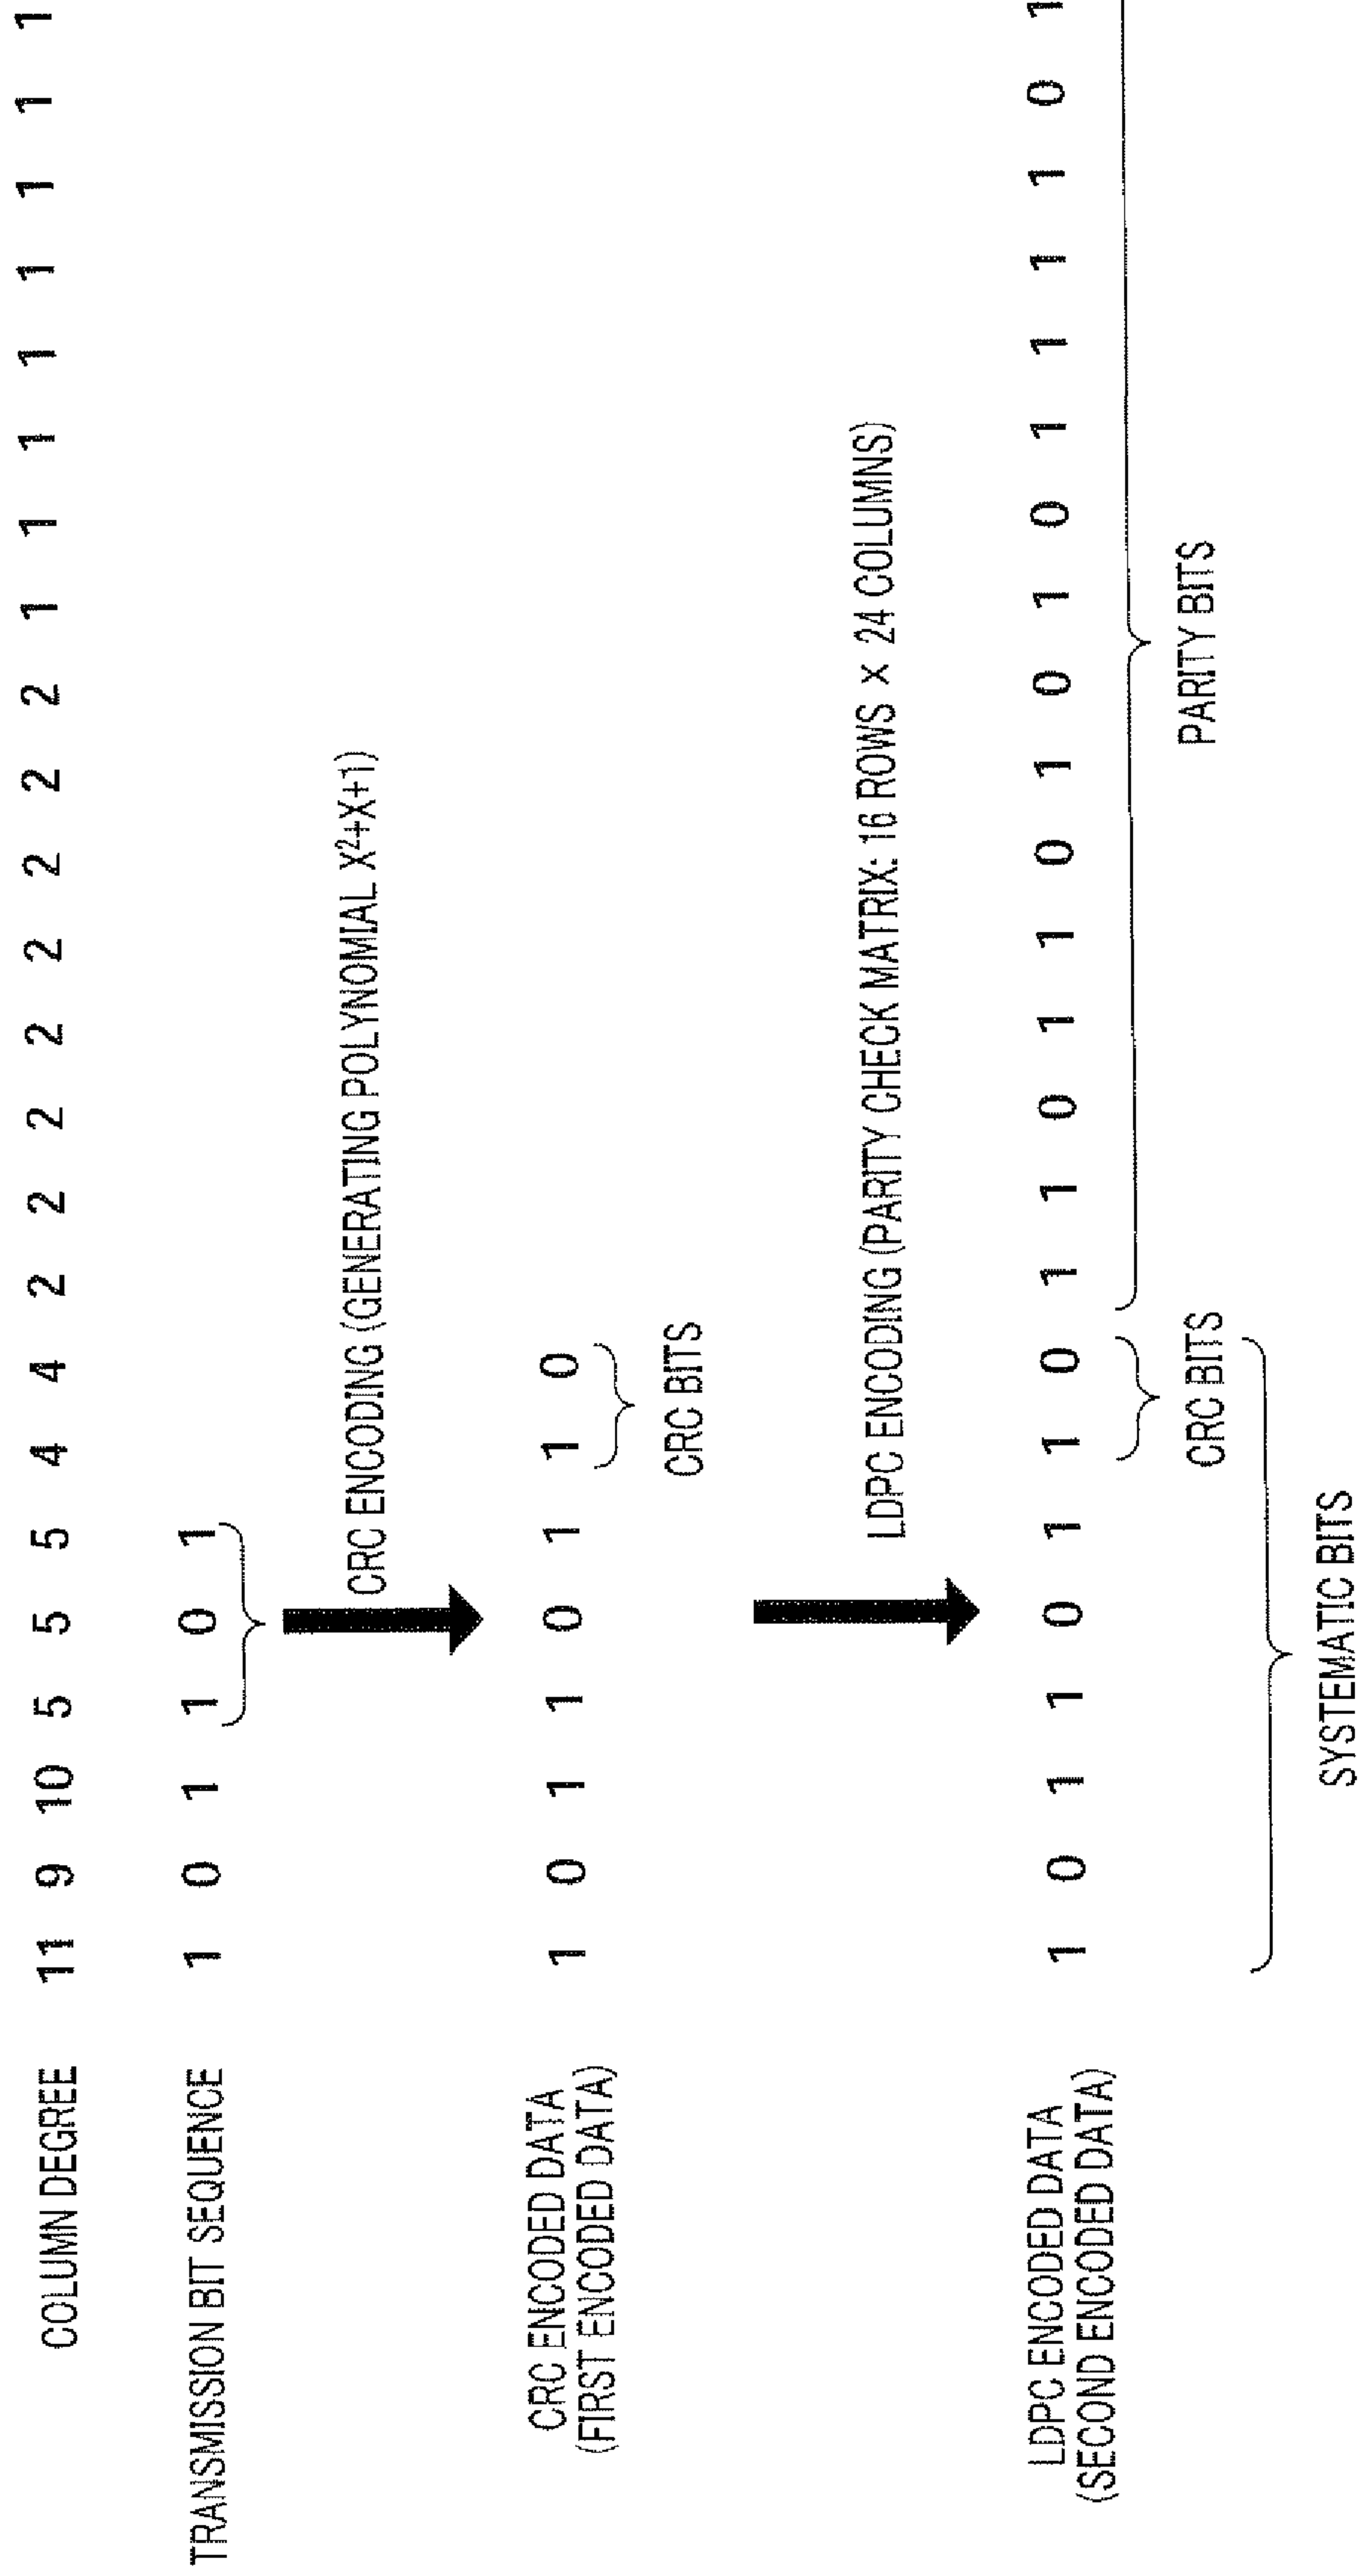 COLUMN DEGREE 11 9 10 5 5 5 4 4 2 2 2 2 2 2 2 2 1 1 1 1 1 1 1 1
TRANSMISSION BIT SEQUENCE 1 0 1 1 0 1
CRC ENCODING (GENERATING POLYNOMIAL X²+X+1)
CRC ENCODED DATA
(FIRST ENCODED DATA)
1 0 1 1 0 1 1 0
CRC BITS
LDPC ENCODING (PARITY CHECK MATRIX: 16 ROWS × 24 COLUMNS)
LDPC ENCODED DATA
(SECOND ENCODED DATA)
1 0 1 1 0 1 1 0 1 1 0 1 1 0 1 0 1 0 1 1 1 1 0 1
CRC BITS
PARITY BITS
SYSTEMATIC BITS